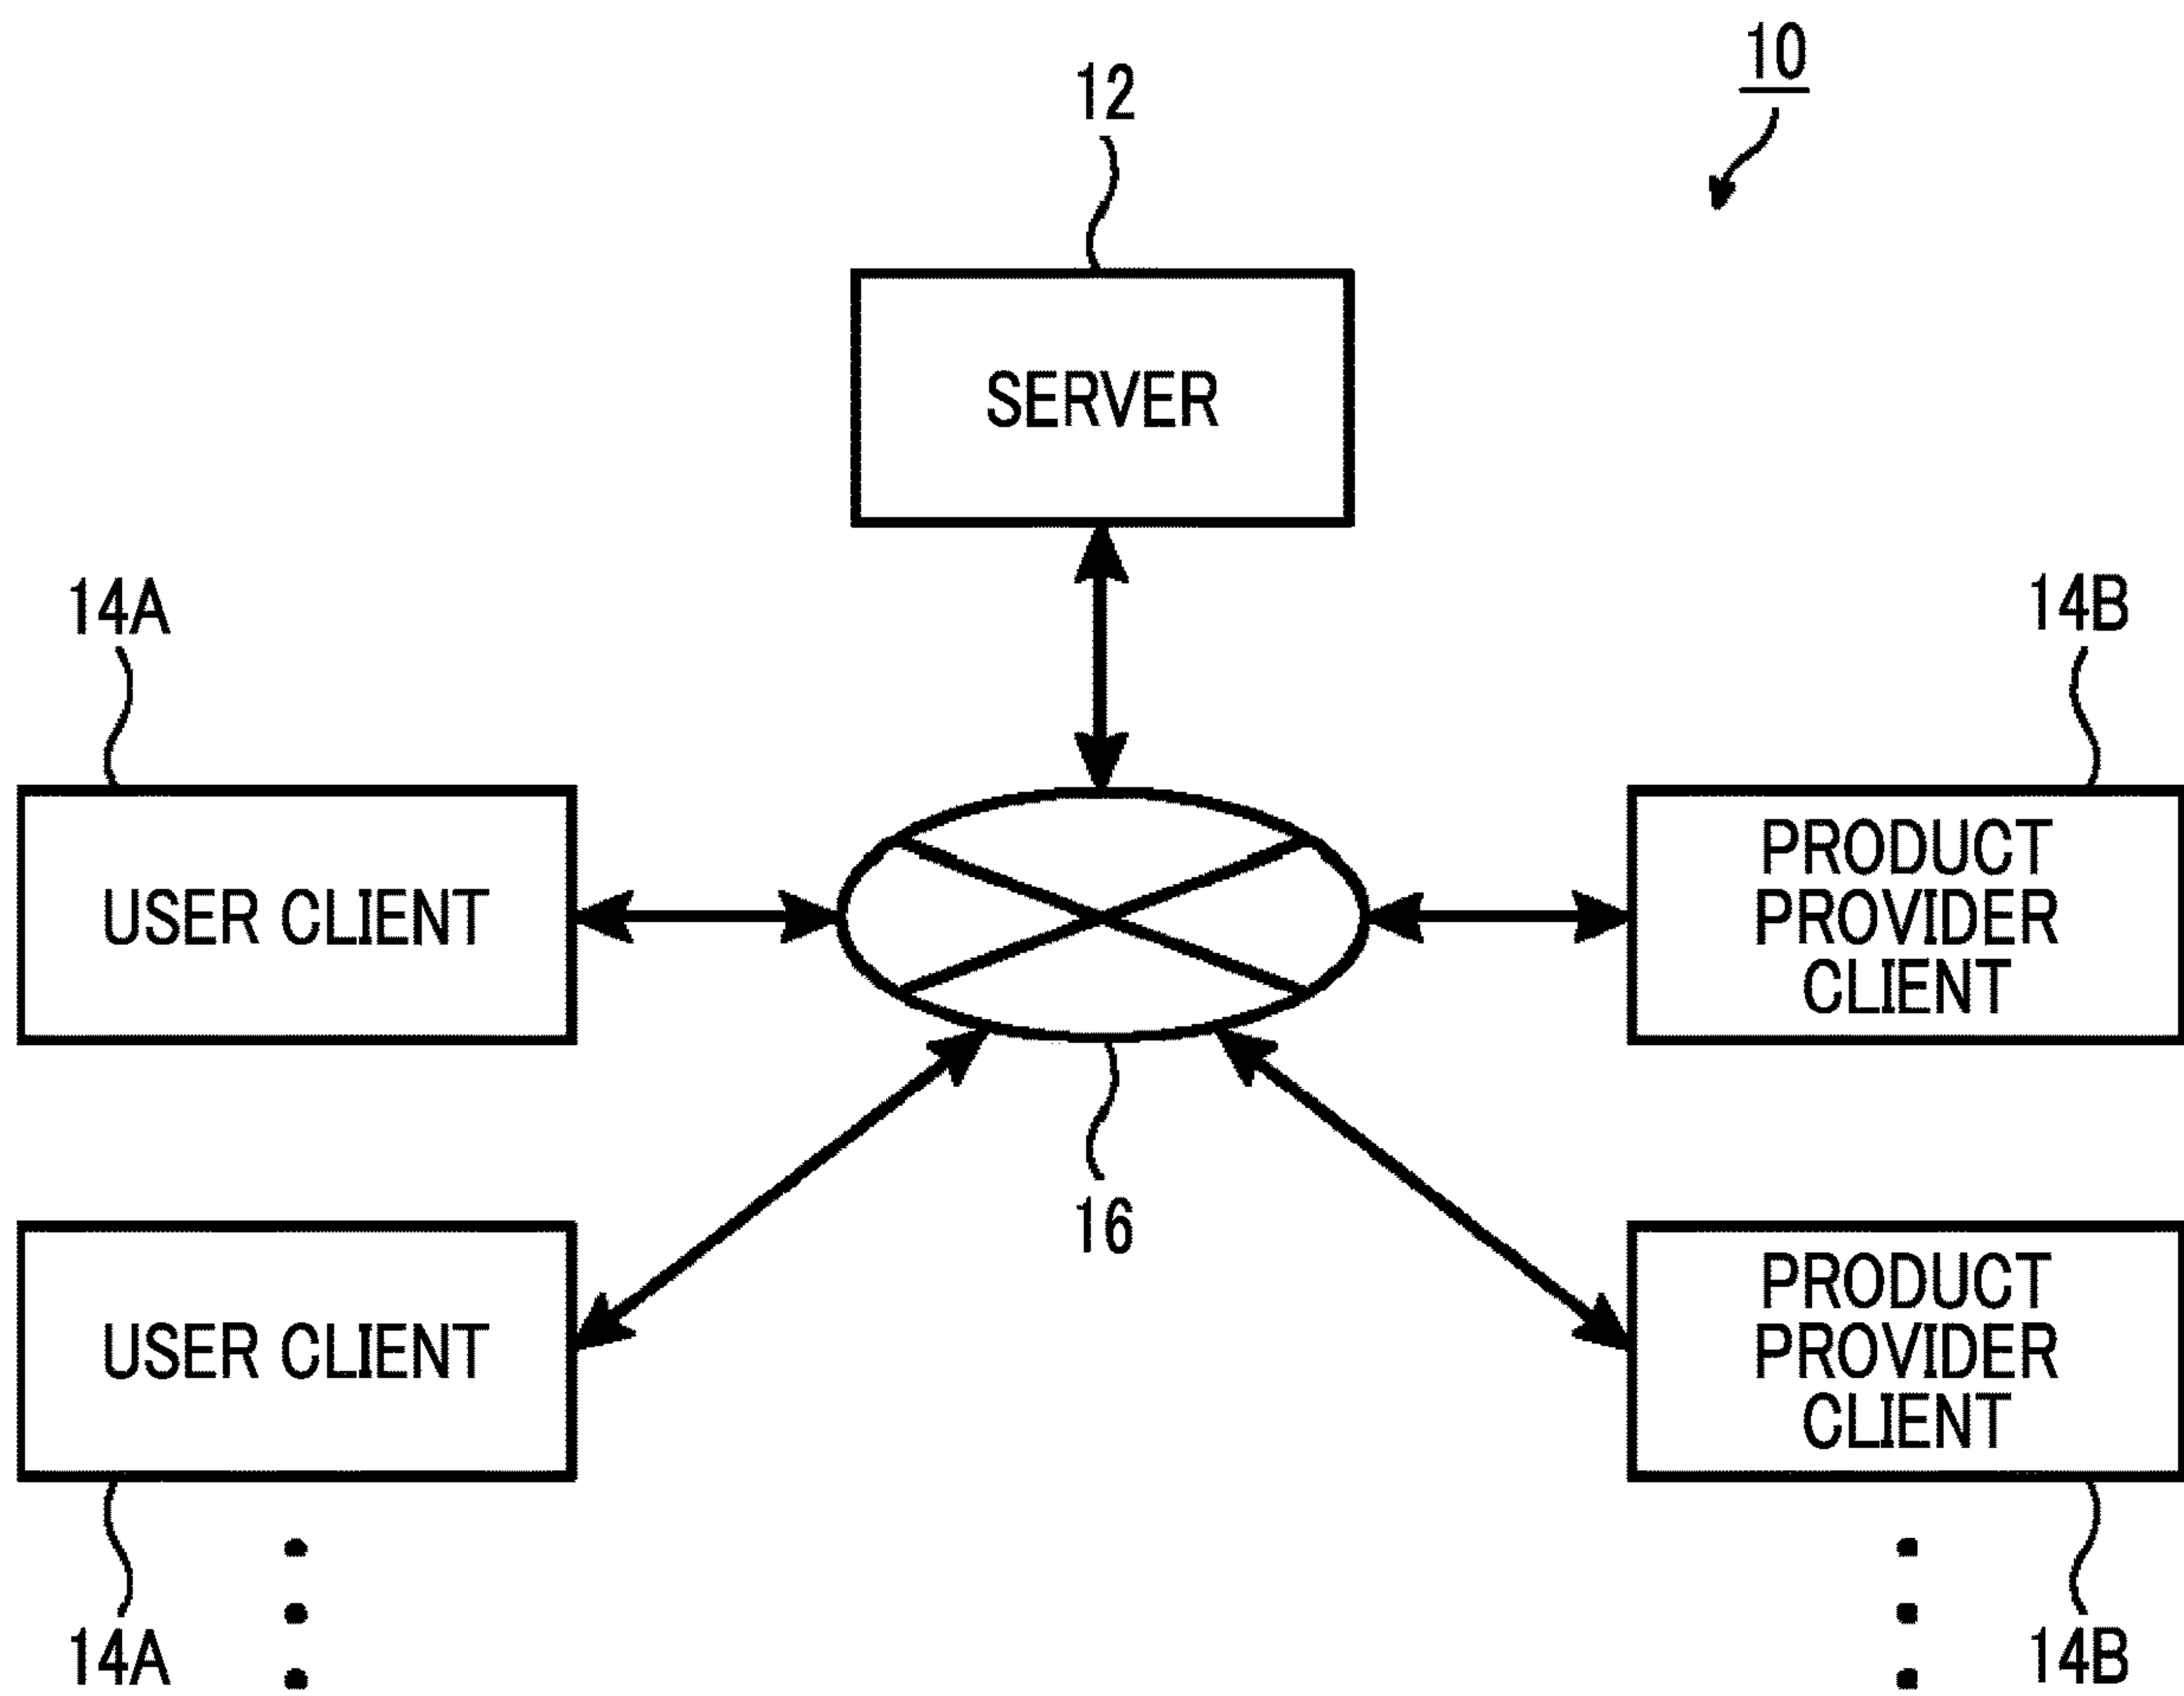 10
12
SERVER
14A
14B
USER CLIENT
PRODUCT
PROVIDER
CLIENT
16
USER CLIENT
PRODUCT
PROVIDER
CLIENT
14A
14B